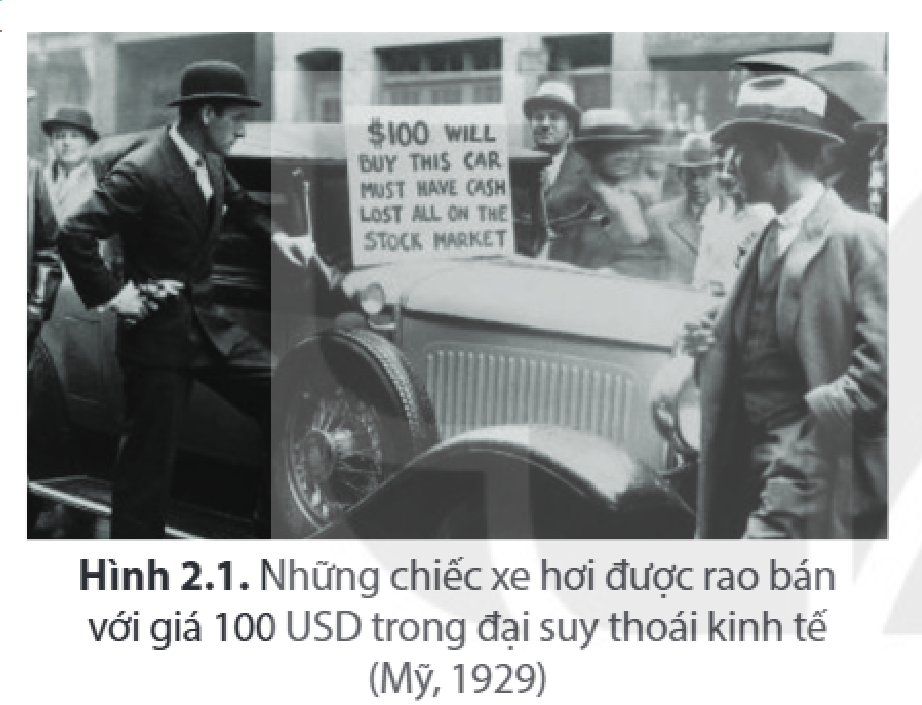 $100 WILL
BUY THIS CAR
MUST HAVE CASH
LOST ALL ON THE
STOCK MARKET
Hình 2.1. Những chiếc xe hơi được rao bán
với giá 100 USD trong đại suy thoái kinh tế
(Mỹ, 1929)